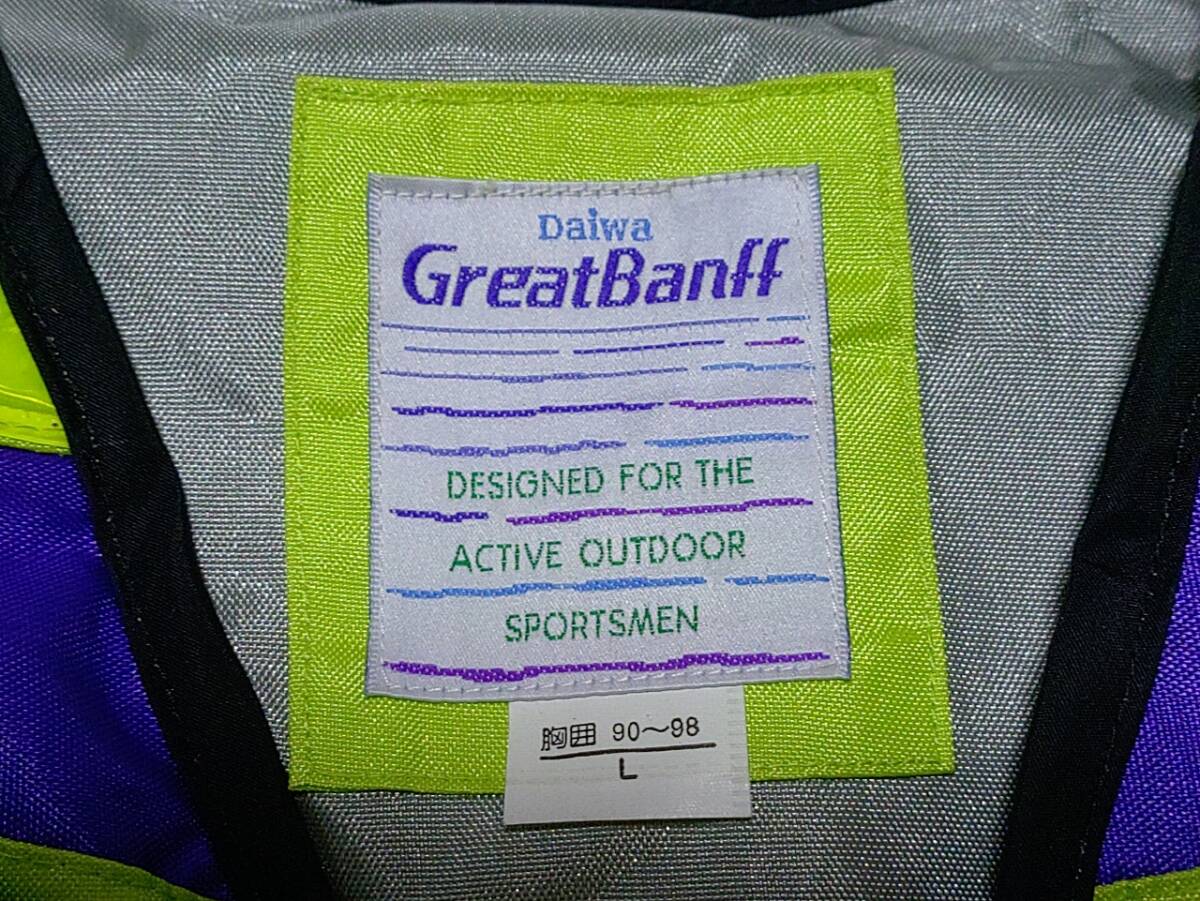 Daiwa
GreatBanff
DESIGNED FOR THE
ACTIVE OUTDOOR
SPORTSMEN
胸囲 90〜98
L